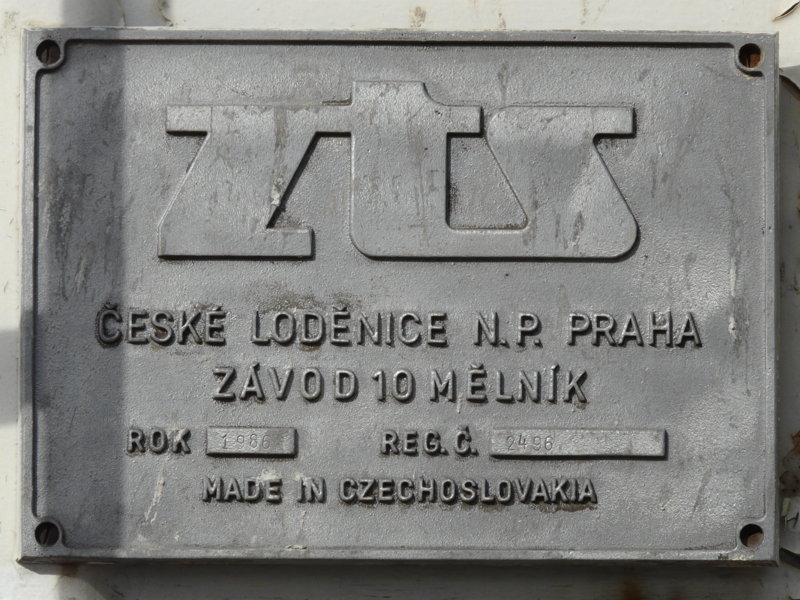 zts
ČESKÉ LODĚNICE N.P. PRAHA
ZÁVOD 10 MĚLNÍK
ROK 1986 REG. Č. 2496
MADE IN CZECHOSLOVAKIA